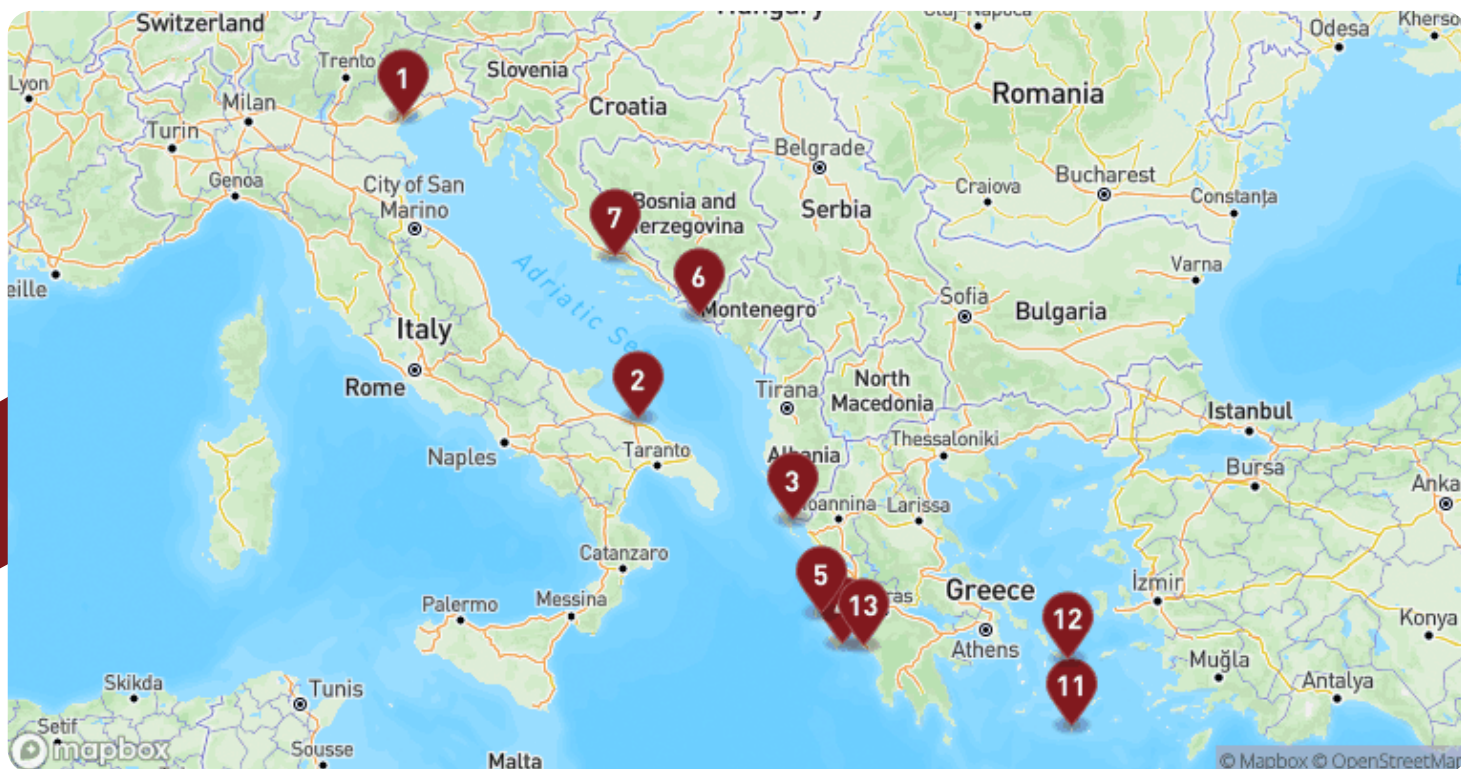 Hungary
Cluj-Napoca
Switzerland
Odesa
Trento
1
Slovenia
Lyon
Milan
Croatia
Romania
Turin
Belgrade
Genoa
City of San
Marino
Craiova
Bucharest
Constanța
7
Bosnia and
Herzegovina
Serbia
eille
Adriatic Sea
6
Varna
Montenegro
Sofia
Bulgaria
Italy
Rome
2
Tirana
North
Macedonia
Istanbul
Naples
Taranto
Albania
Thessaloniki
Bursa
3
Ioannina
Larissa
Anka
Catanzaro
5
13
ras
Greece
İzmir
Palermo
Messina
12
Konya
Athens
Muğla
Skikda
Tunis
11
Antalya
Setif
mapbox
Sousse
Malta
© Mapbox © OpenStreetMap